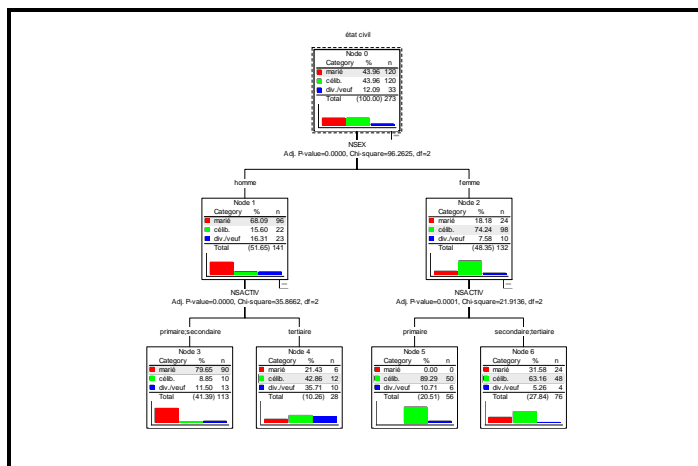 état civil
Node 0
Category % n
marié 43.96 120
célib. 43.96 120
div./veuf 12.09 33
Total (100.00) 273
NSEX
Adj. P-value=0.0000, Chi-square=96.2625, df=2
homme
femme
Node 1
Category % n
marié 68.09 96
célib. 15.60 22
div./veuf 16.31 23
Total (51.65) 141
Node 2
Category % n
marié 18.18 24
célib. 74.24 98
div./veuf 7.58 10
Total (48.35) 132
NSACTIV
Adj. P-value=0.0000, Chi-square=35.8662, df=2
NSACTIV
Adj. P-value=0.0001, Chi-square=21.9136, df=2
primaire;secondaire
tertiaire
primaire
secondaire;tertiaire
Node 3
Category % n
marié 79.65 90
célib. 8.85 10
div./veuf 11.50 13
Total (41.39) 113
Node 4
Category % n
marié 21.43 6
célib. 42.86 12
div./veuf 35.71 10
Total (10.26) 28
Node 5
Category % n
marié 0.00 0
célib. 89.29 50
div./veuf 10.71 6
Total (20.51) 56
Node 6
Category % n
marié 31.58 24
célib. 63.16 48
div./veuf 5.26 4
Total (27.84) 76